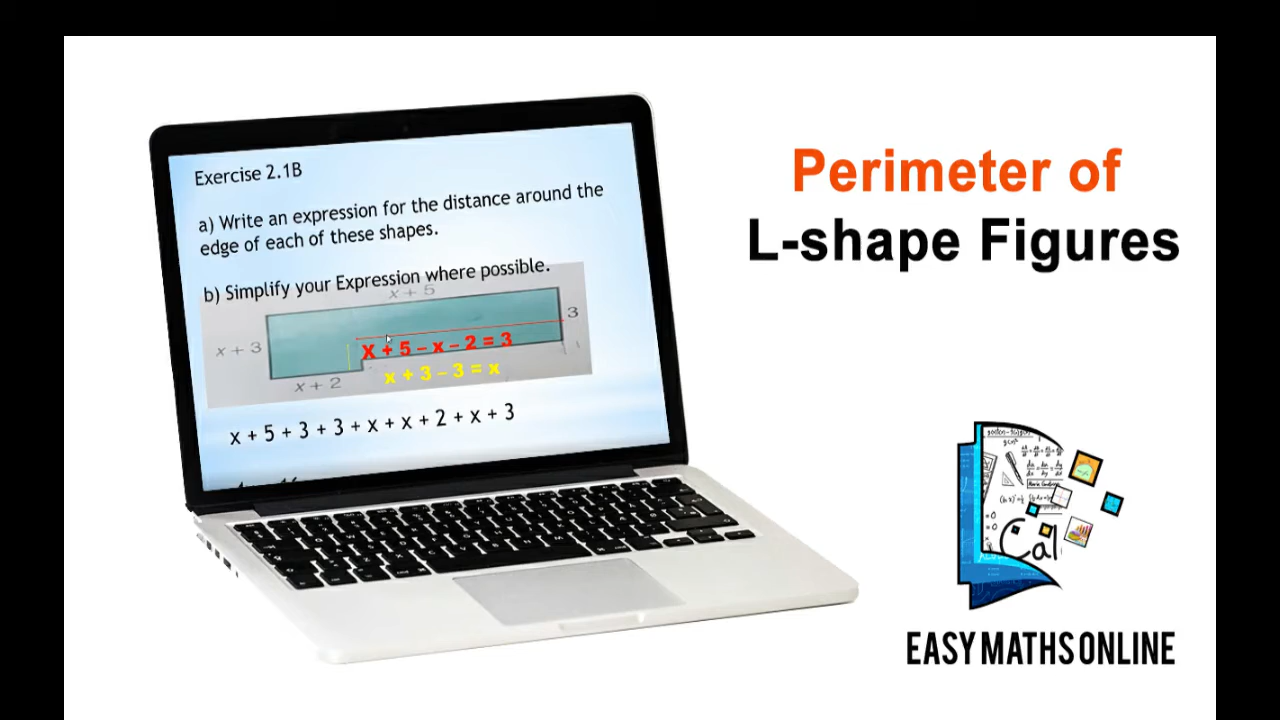 Exercise 2.1B
a) Write an expression for the distance around the
edge of each of these shapes.
b) Simplify your Expression where possible.
x + 5
3
x + 3
x + 5 – x – 2 = 3
x + 3 – 3 = x
x + 2
x + 5 + 3 + 3 + x + x + 2 + x + 3
Perimeter of
L-shape Figures
Cal
EASY MATHS ONLINE